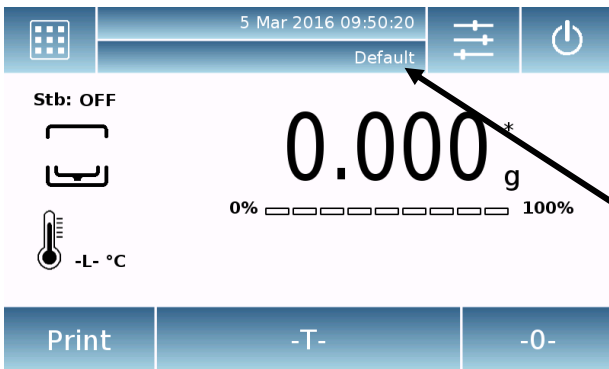 5 Mar 2016 09:50:20
Default
Stb: OFF
0.000 * g
0% 100%
-L- °C
Print -T- -0-